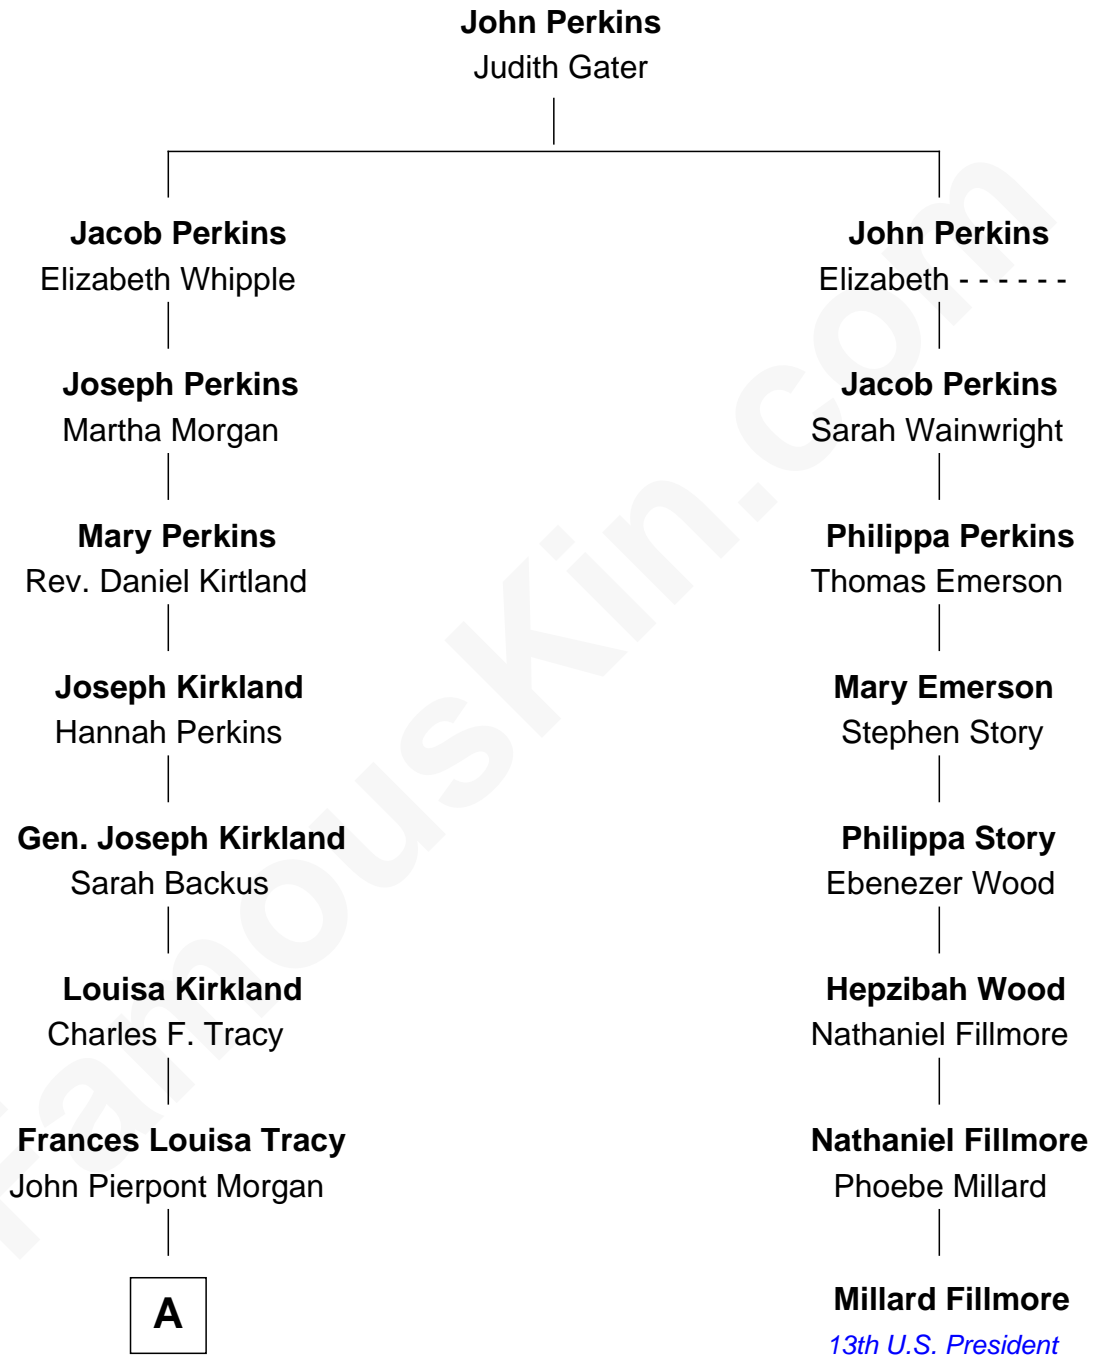 John Perkins
Judith Gater
Jacob Perkins
Elizabeth Whipple
John Perkins
Elizabeth - - - - - -
Joseph Perkins
Martha Morgan
Jacob Perkins
Sarah Wainwright
Mary Perkins
Rev. Daniel Kirtland
Philippa Perkins
Thomas Emerson
Joseph Kirkland
Hannah Perkins
Mary Emerson
Stephen Story
Gen. Joseph Kirkland
Sarah Backus
Philippa Story
Ebenezer Wood
Louisa Kirkland
Charles F. Tracy
Hepzibah Wood
Nathaniel Fillmore
Frances Louisa Tracy
John Pierpont Morgan
Nathaniel Fillmore
Phoebe Millard
A
Millard Fillmore
13th U.S. President
FamousKin.com